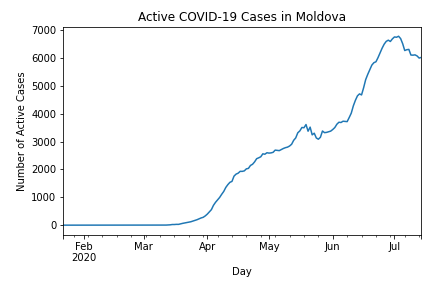 Active COVID-19 Cases in Moldova
Number of Active Cases
7000
6000
5000
4000
3000
2000
1000
0
Feb
2020
Mar
Apr
May
Jun
Jul
Day